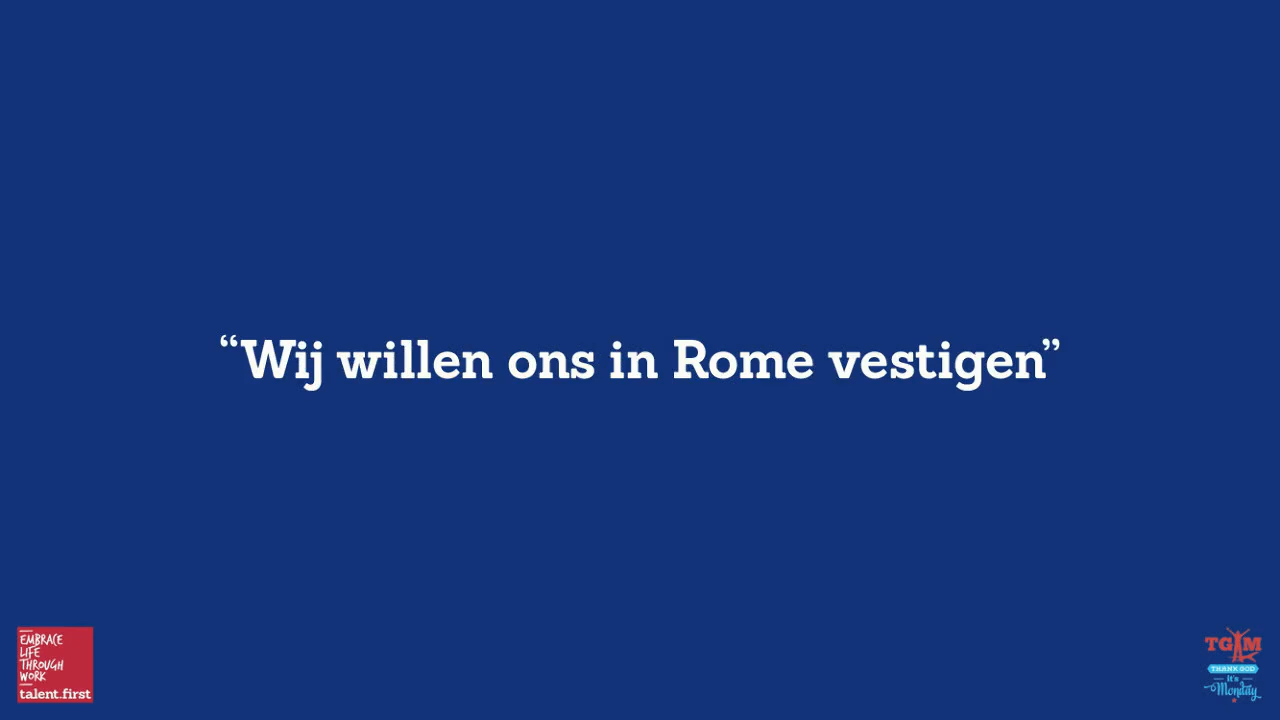 “Wij willen ons in Rome vestigen”
EMBRACE
LIFE
THROUGH
WORK
talent.first
TGIM
THANK GOD
it's
Monday